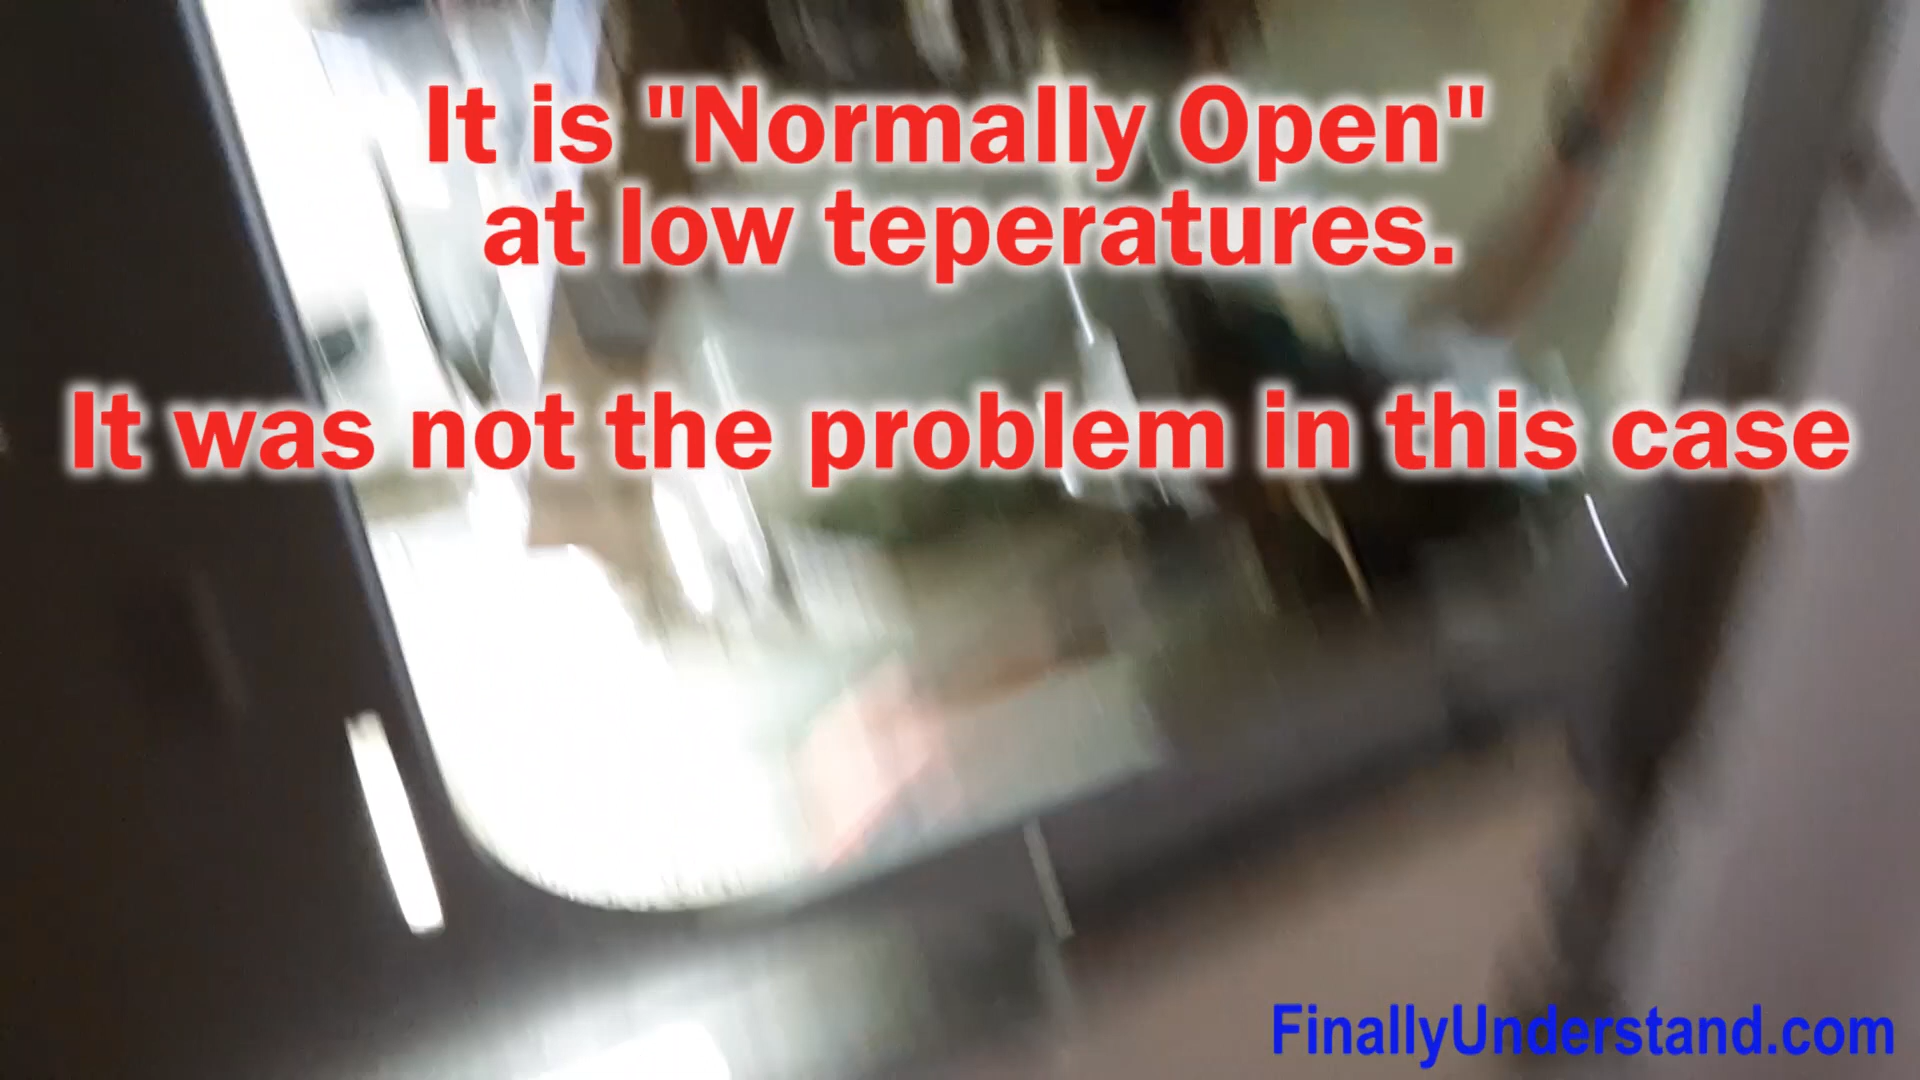 It is "Normally Open"
at low teperatures.
It was not the problem in this case
FinallyUnderstand.com